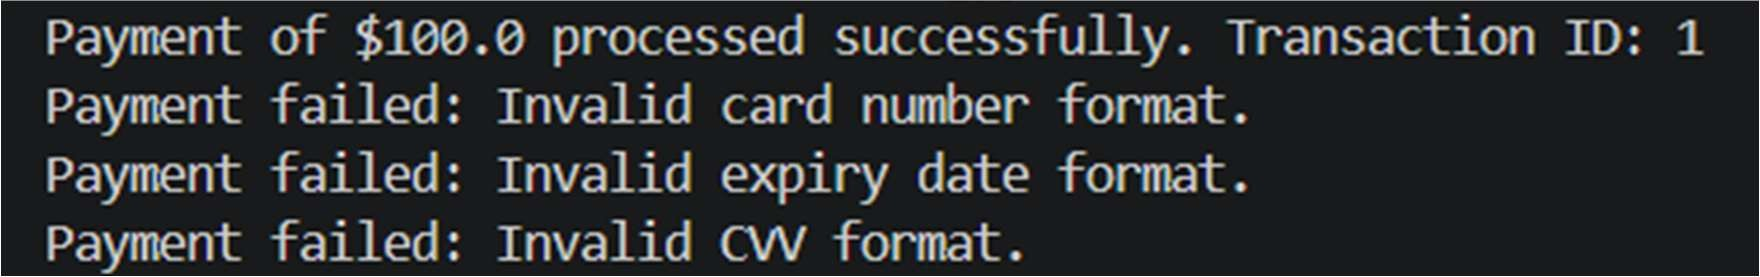 Payment of $100.0 processed successfully. Transaction ID: 1
Payment failed: Invalid card number format.
Payment failed: Invalid expiry date format.
Payment failed: Invalid CVV format.